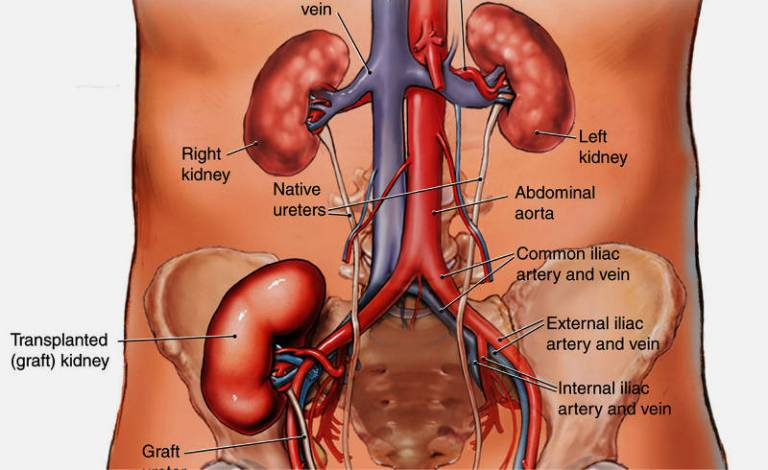 vein
Right
kidney
Left
kidney
Native
ureters
Abdominal
aorta
Common iliac
artery and vein
Transplanted
(graft) kidney
External iliac
artery and vein
Internal iliac
artery and vein
Graft